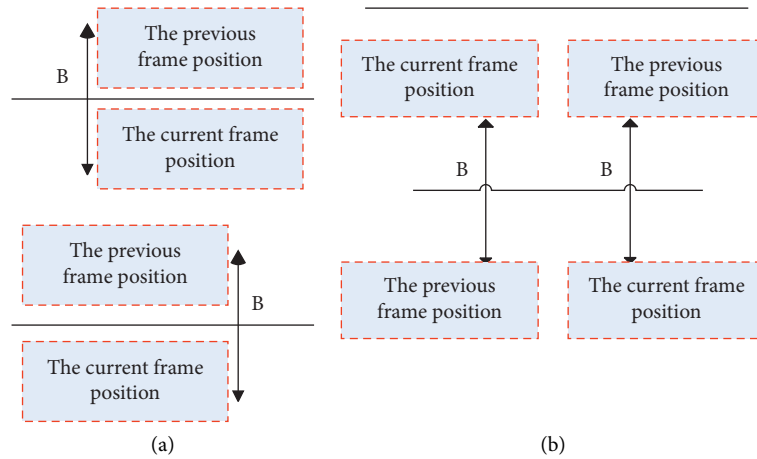 The previous
frame position
B
The current frame
position
The previous
frame position
B
The current frame
position
(a)
The current frame
position
The previous
frame position
B
B
The previous
frame position
The current frame
position
(b)